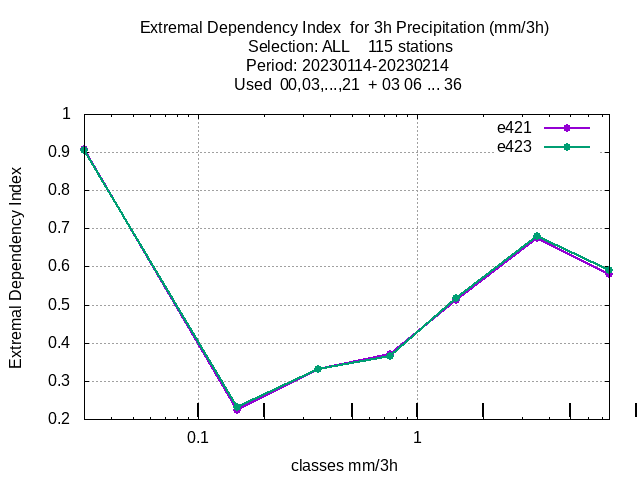 Extremal Dependency Index  for 3h Precipitation (mm/3h)
Selection: ALL    115 stations
Period: 20230114-20230214
Used  00,03,...,21  + 03 06 ... 36
e421
e423
1
0.9
0.8
0.7
0.6
0.5
0.4
0.3
0.2
Extremal Dependency Index
0.1
1
classes mm/3h